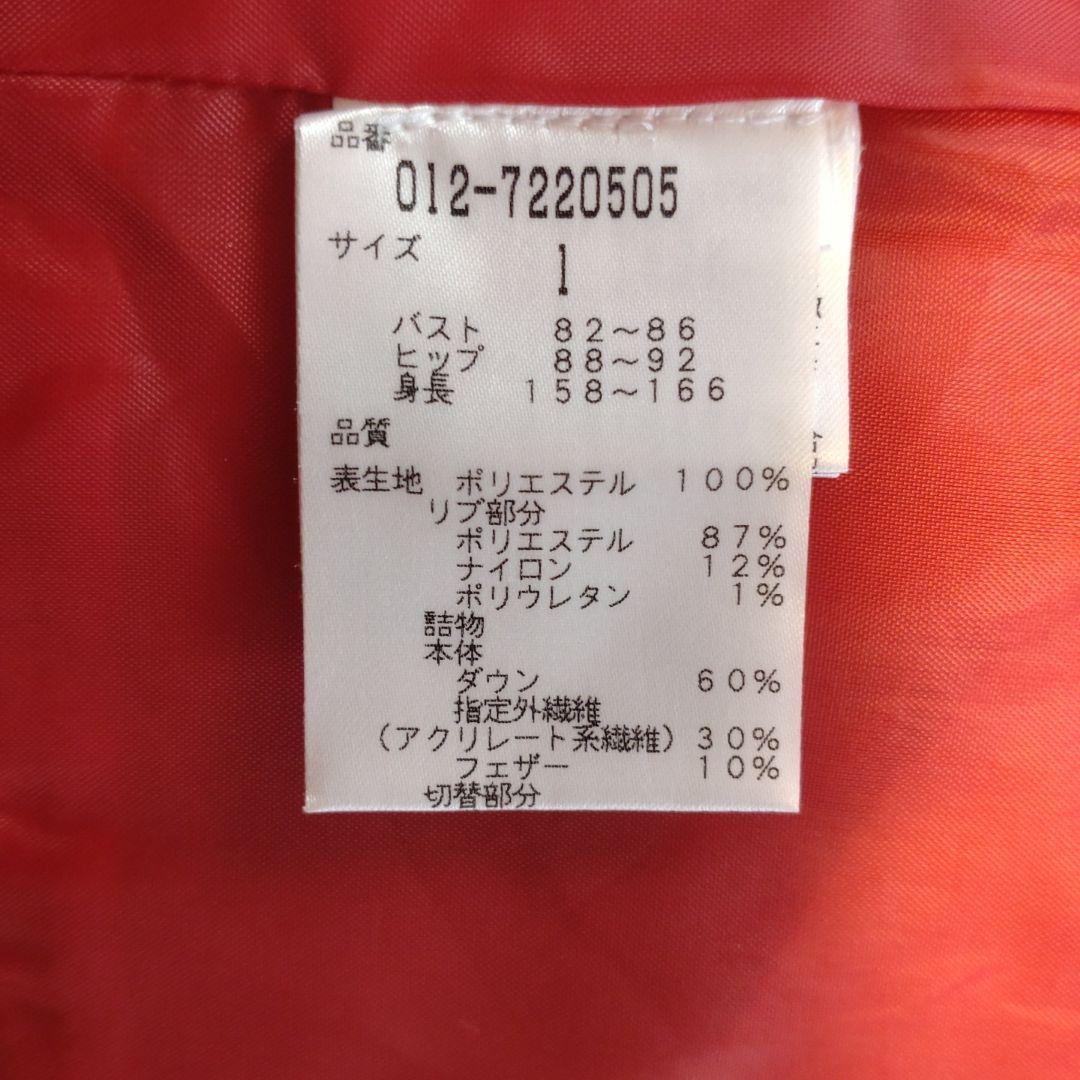 品番
012-7220505
サイズ 1
バスト 82～86
ヒップ 88～92
身長 158～166
品質
表生地 ポリエステル 100%
リブ部分
ポリエステル 87%
ナイロン 12%
ポリウレタン 1%
詰物
本体
ダウン 60%
指定外繊維
(アクリレート系繊維) 30%
フェザー 10%
切替部分